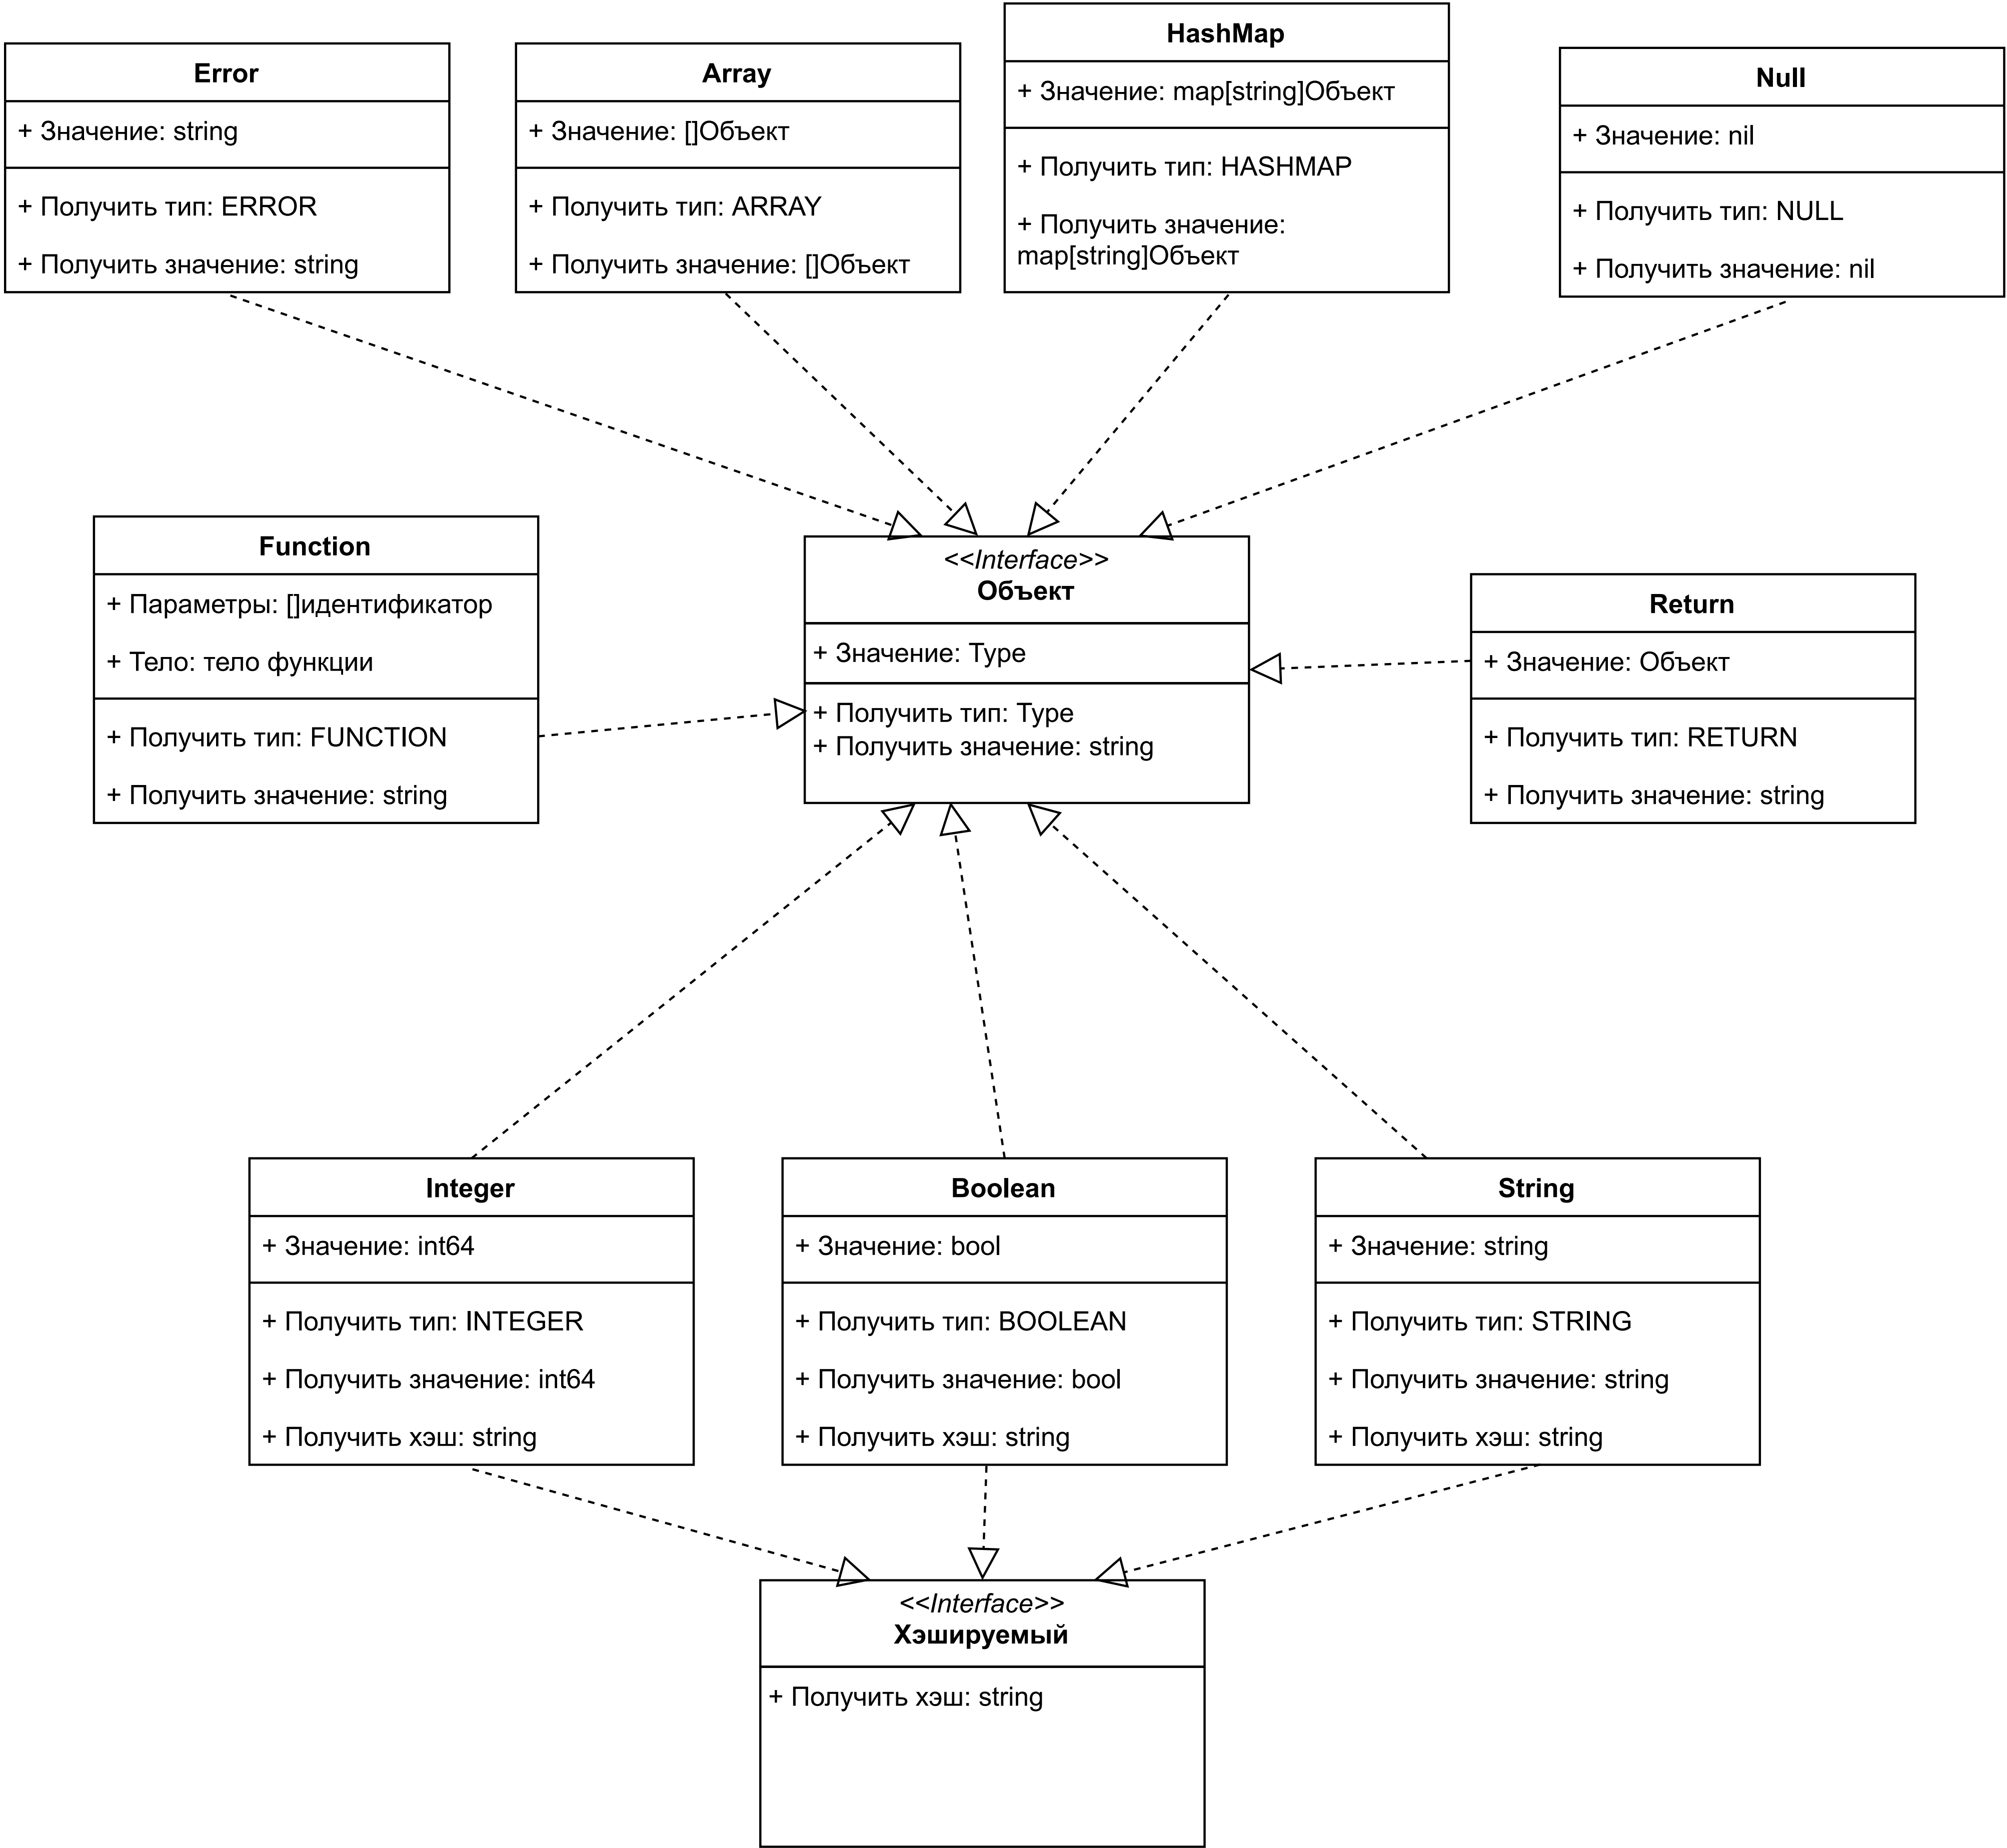 Error
+ Значение: string
+ Получить тип: ERROR
+ Получить значение: string
Array
+ Значение: []Объект
+ Получить тип: ARRAY
+ Получить значение: []Объект
HashMap
+ Значение: map[string]Объект
+ Получить тип: HASHMAP
+ Получить значение:
map[string]Объект
Null
+ Значение: nil
+ Получить тип: NULL
+ Получить значение: nil
Function
+ Параметры: []идентификатор
+ Тело: тело функции
+ Получить тип: FUNCTION
+ Получить значение: string
<<Interface>>
Объект
+ Значение: Type
+ Получить тип: Type
+ Получить значение: string
Return
+ Значение: Объект
+ Получить тип: RETURN
+ Получить значение: string
Integer
+ Значение: int64
+ Получить тип: INTEGER
+ Получить значение: int64
+ Получить хэш: string
Boolean
+ Значение: bool
+ Получить тип: BOOLEAN
+ Получить значение: bool
+ Получить хэш: string
String
+ Значение: string
+ Получить тип: STRING
+ Получить значение: string
+ Получить хэш: string
<<Interface>>
Хэшируемый
+ Получить хэш: string